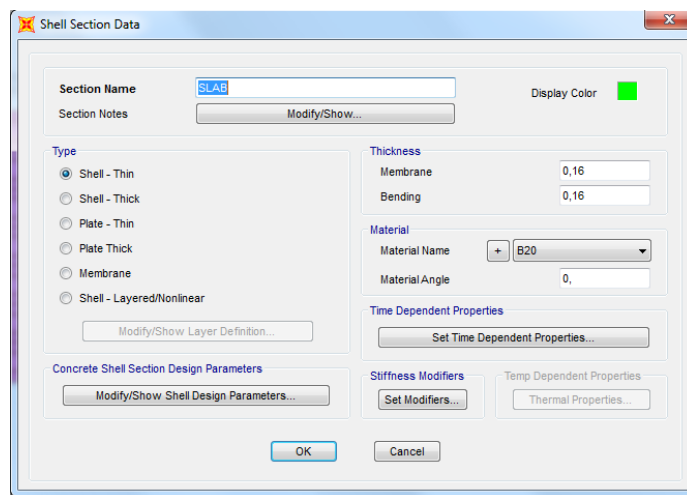 Shell Section Data
Section Name SLAB Display Color
Section Notes Modify/Show...
Type
Shell - Thin
Shell - Thick
Plate - Thin
Plate Thick
Membrane
Shell - Layered/Nonlinear
Modify/Show Layer Definition...
Thickness
Membrane 0,16
Bending 0,16
Material
Material Name + B20
Material Angle 0,
Time Dependent Properties
Set Time Dependent Properties...
Concrete Shell Section Design Parameters
Modify/Show Shell Design Parameters...
Stiffness Modifiers
Set Modifiers...
Temp Dependent Properties
Thermal Properties...
OK Cancel